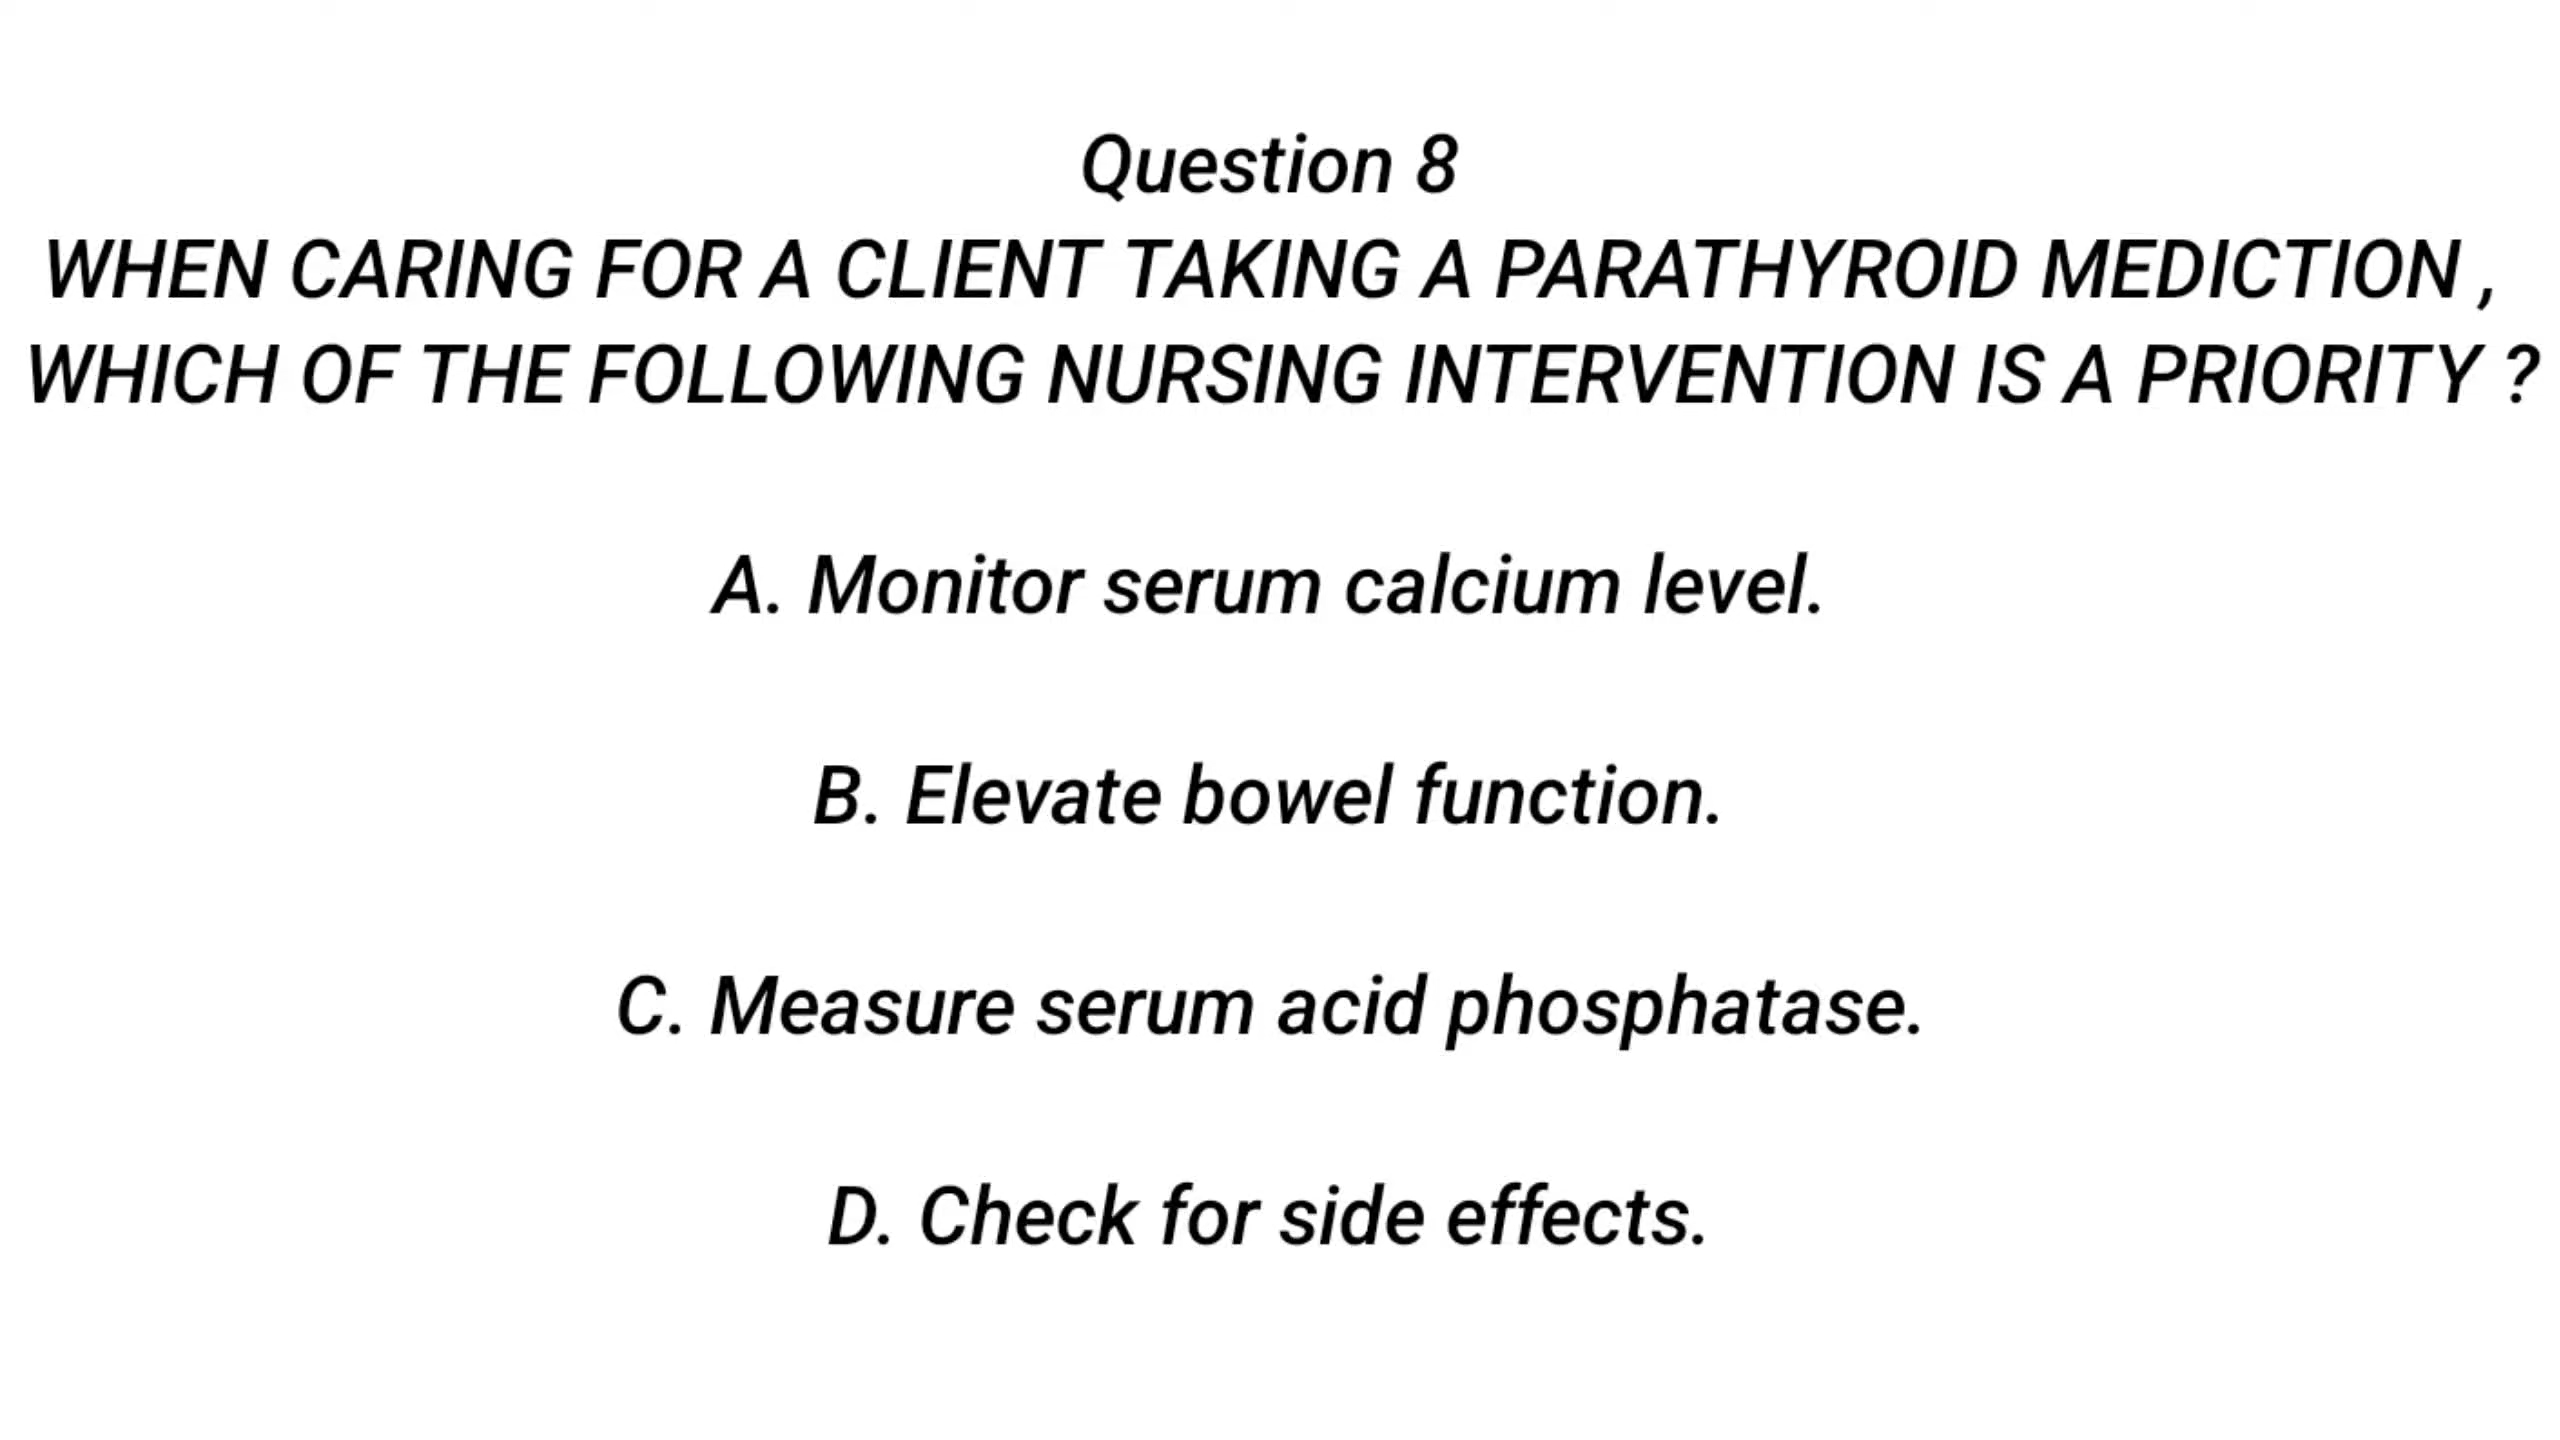 Question 8
WHEN CARING FOR A CLIENT TAKING A PARATHYROID MEDICTION ,
WHICH OF THE FOLLOWING NURSING INTERVENTION IS A PRIORITY ?
A. Monitor serum calcium level.
B. Elevate bowel function.
C. Measure serum acid phosphatase.
D. Check for side effects.